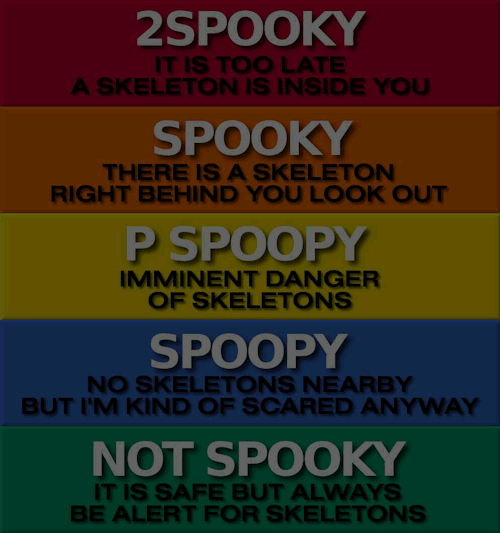 2SPOOKY
IT IS TOO LATE
A SKELETON IS INSIDE YOU
SPOOKY
THERE IS A SKELETON
RIGHT BEHIND YOU LOOK OUT
P SPOOPY
IMMINENT DANGER
OF SKELETONS
SPOOPY
NO SKELETONS NEARBY
BUT I'M KIND OF SCARED ANYWAY
NOT SPOOKY
IT IS SAFE BUT ALWAYS
BE ALERT FOR SKELETONS